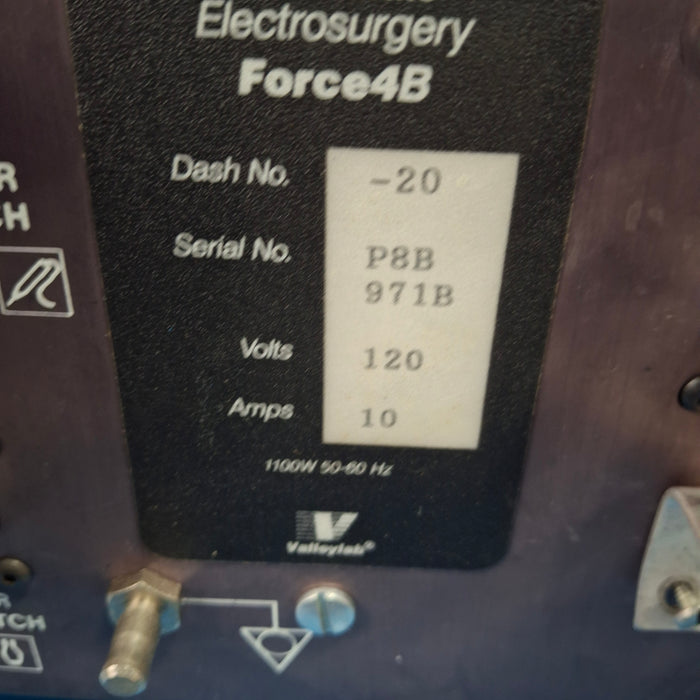 Electrosurgery
Force4B
Dash No. -20
Serial No. P8B
971B
Volts 120
Amps 10
1100W 50-60 Hz
Valleylab®